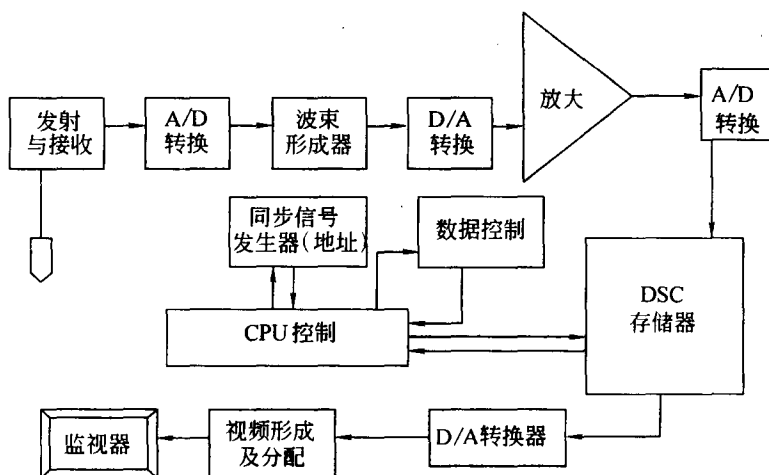 发射
与接收
A/D
转换
波束
形成器
D/A
转换
放大
A/D
转换
同步信号
发生器(地址)
数据控制
CPU控制
DSC
存储器
监视器
视频形成
及分配
D/A转换器